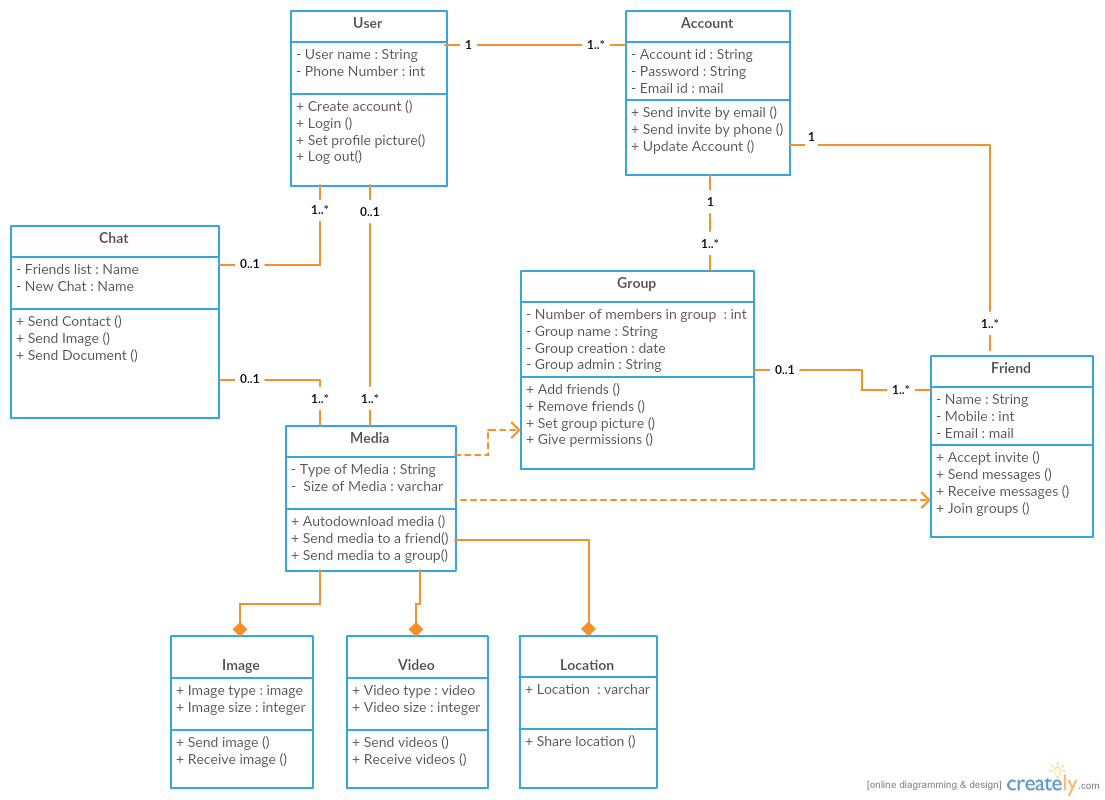 User
- User name : String
- Phone Number : int
+ Create account ()
+ Login ()
+ Set profile picture()
+ Log out()
1
1..*
Account
- Account id : String
- Password : String
- Email id : mail
+ Send invite by email ()
+ Send invite by phone ()
+ Update Account ()
1
1..*
0..1
1
1..*
Chat
- Friends list : Name
- New Chat : Name
+ Send Contact ()
+ Send Image ()
+ Send Document ()
0..1
0..1
1..*
1..*
Group
- Number of members in group : int
- Group name : String
- Group creation : date
- Group admin : String
+ Add friends ()
+ Remove friends ()
+ Set group picture ()
+ Give permissions ()
1..*
0..1
1..*
Friend
- Name : String
- Mobile : int
- Email : mail
+ Accept invite ()
+ Send messages ()
+ Receive messages ()
+ Join groups ()
Media
- Type of Media : String
- Size of Media : varchar
+ Autodownload media ()
+ Send media to a friend()
+ Send media to a group()
Image
+ Image type : image
+ Image size : integer
+ Send image ()
+ Receive image ()
Video
+ Video type : video
+ Video size : integer
+ Send videos ()
+ Receive videos ()
Location
+ Location : varchar
+ Share location ()
[online diagramming & design] creately.com